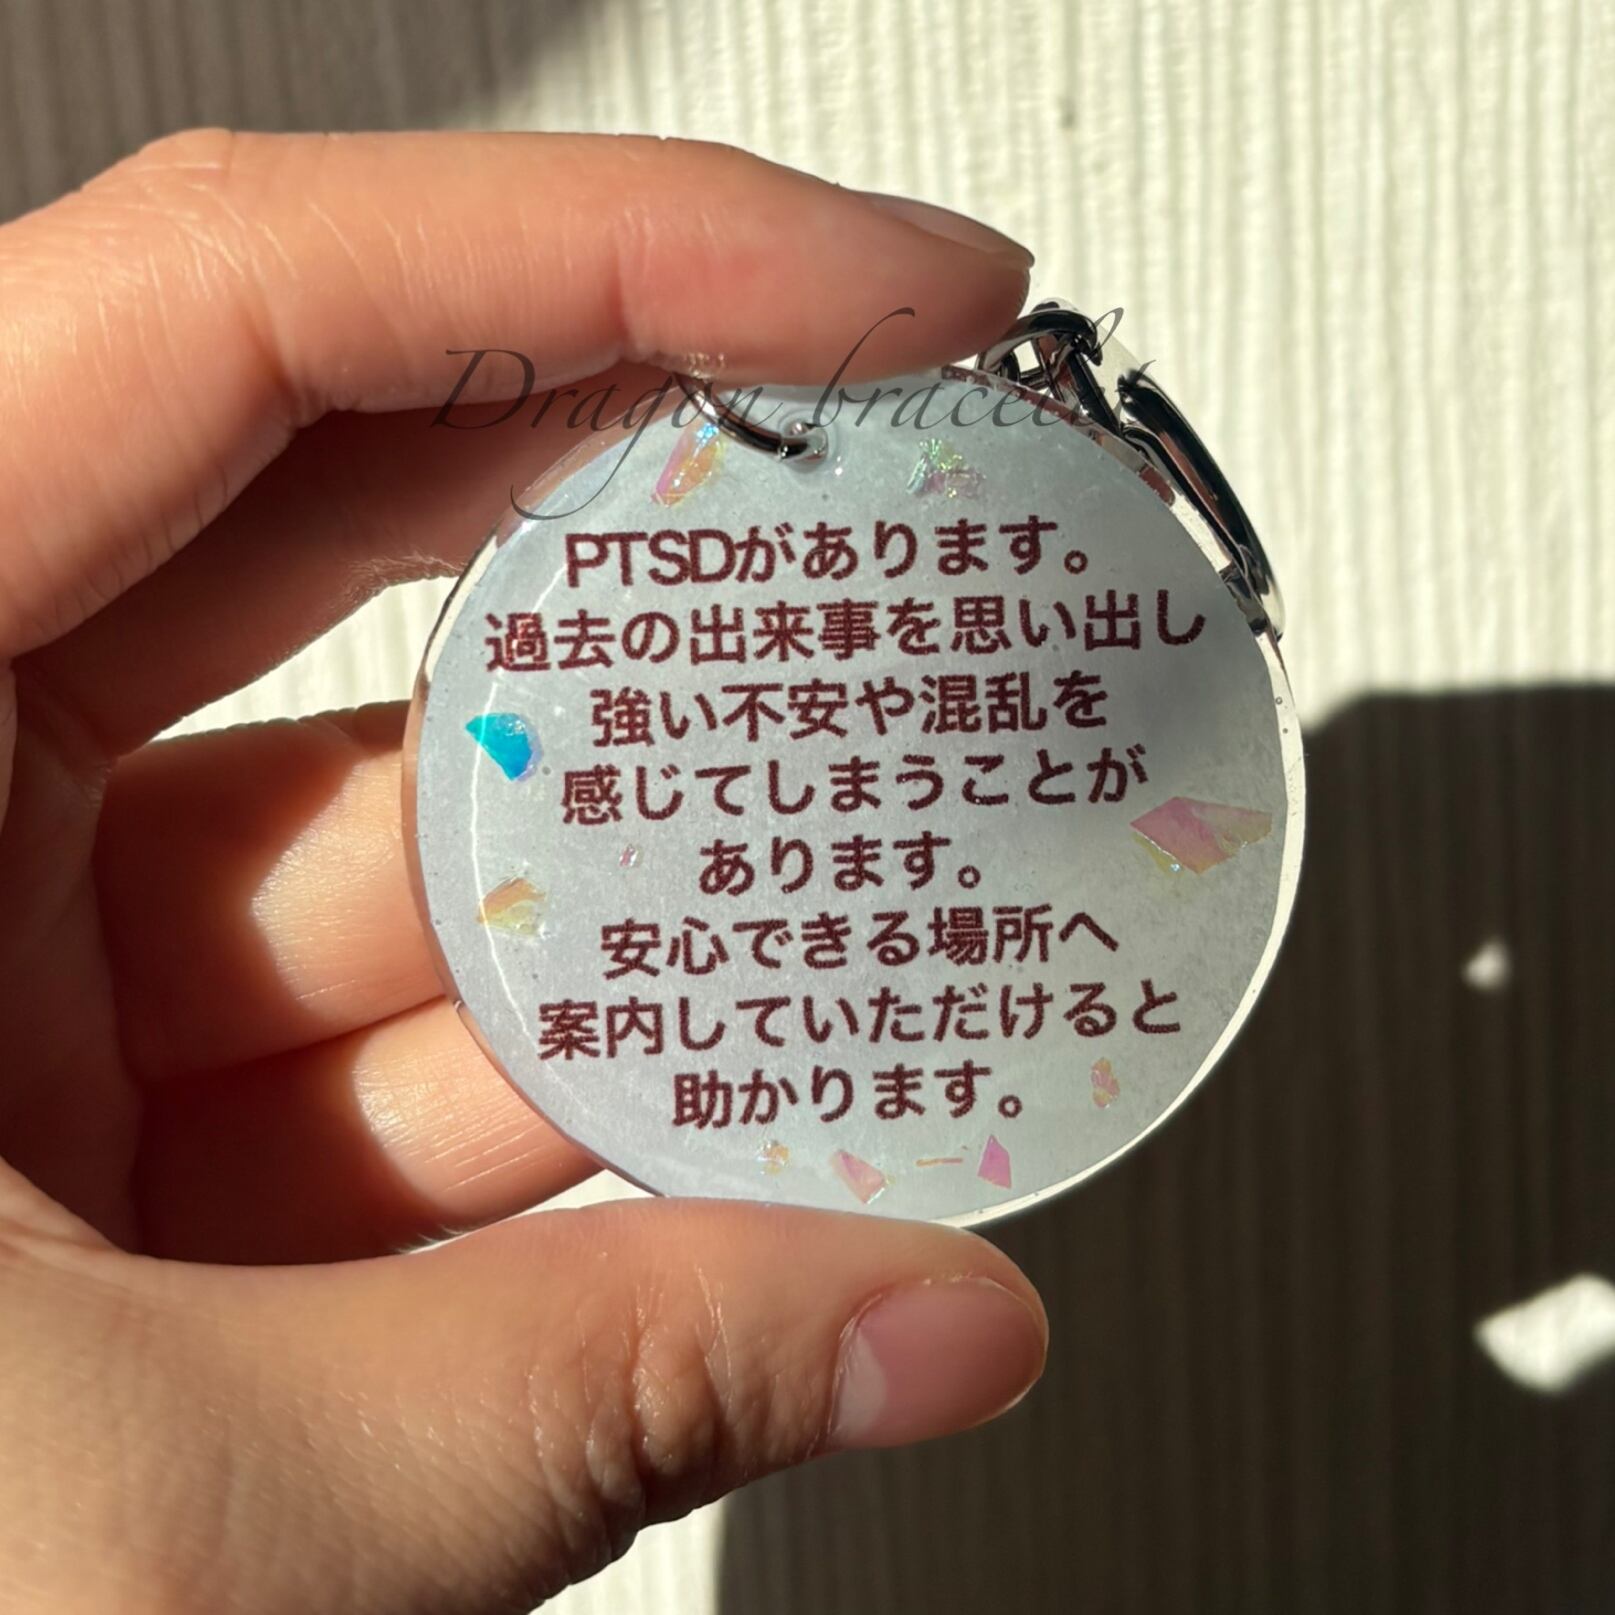 Dragon bracelet
PTSDがあります。
過去の出来事を思い出し
強い不安や混乱を
感じてしまうことが
あります。
安心できる場所へ
案内していただけると
助かります。